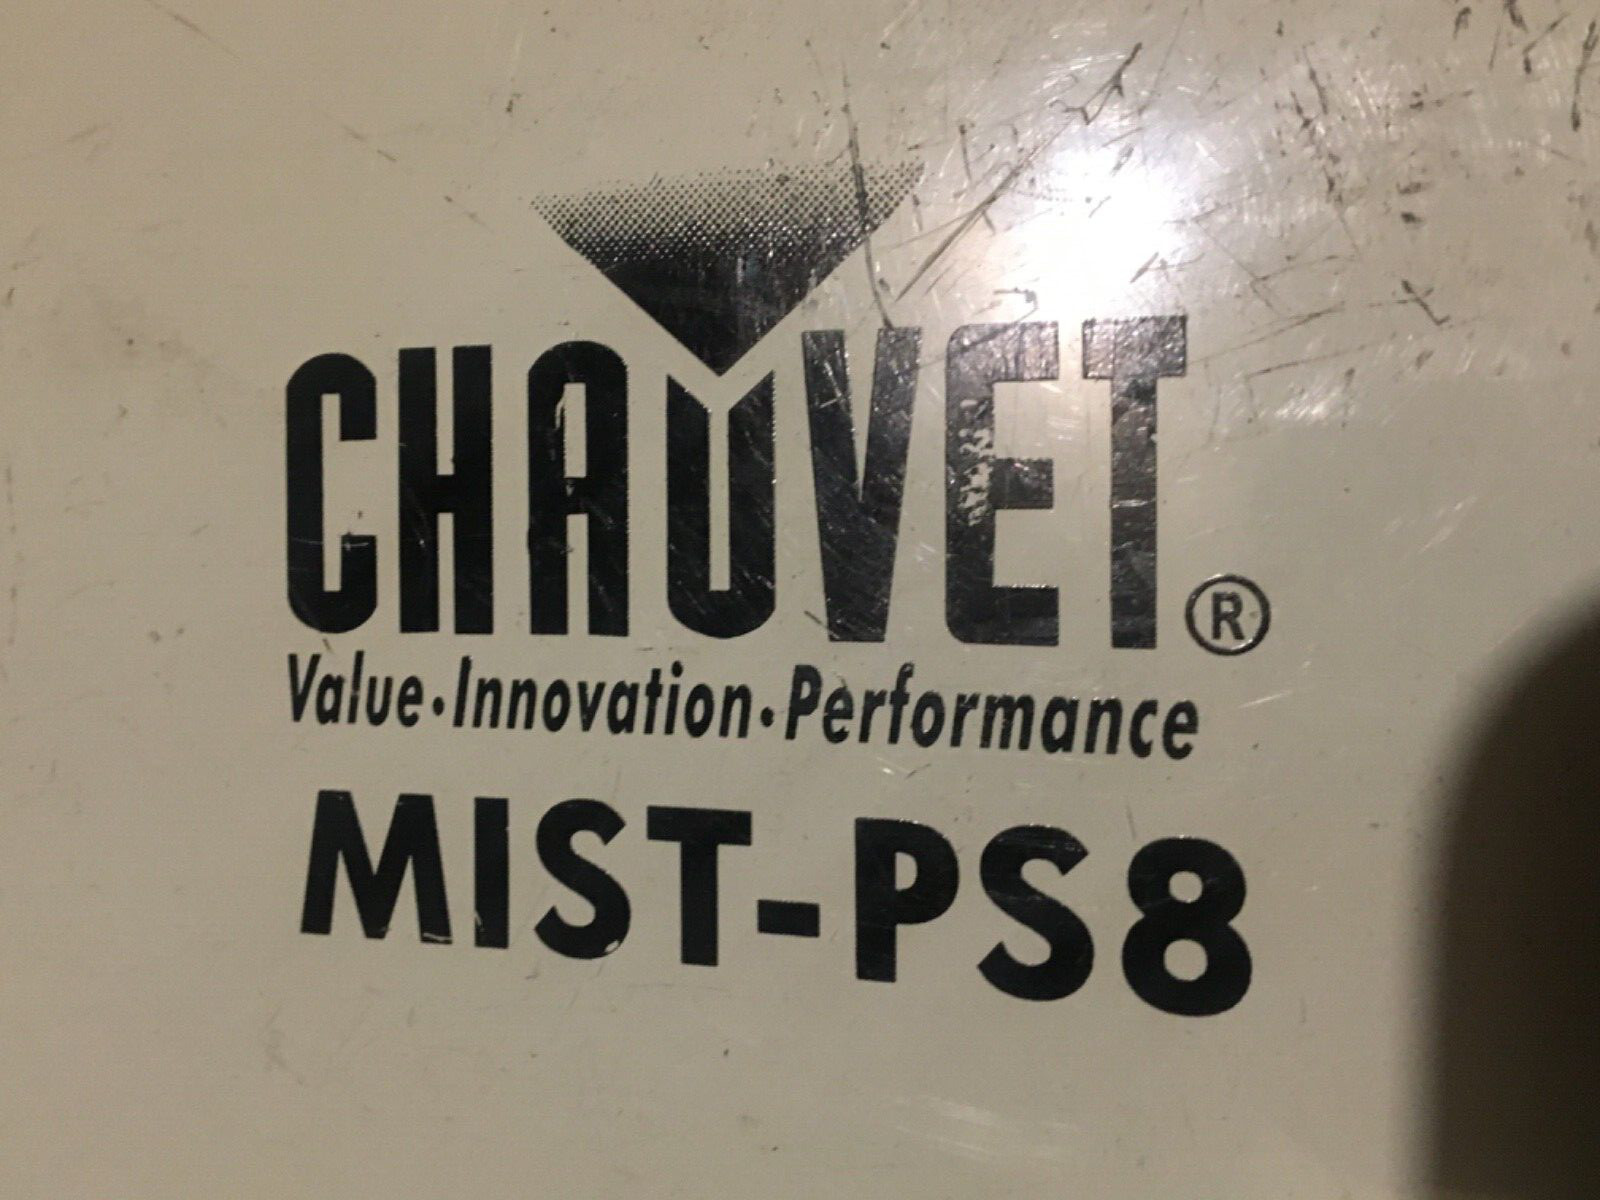 CHAUVET®
Value·Innovation·Performance
MIST-PS8